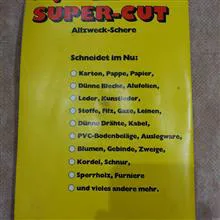 SUPER-CUT
Allzweck-Schere
Schneidet im Nu:
Karton, Pappe, Papier,
Dünne Bleche, Alufolien,
Leder, Kunstleder,
Stoffe, Filz, Gaze, Leinen,
Dünne Drähte, Kabel,
PVC-Bodenbeläge, Auslegware,
Blumen, Gebinde, Zweige,
Kordel, Schnur,
Sperrholz, Furniere
und vieles andere mehr.